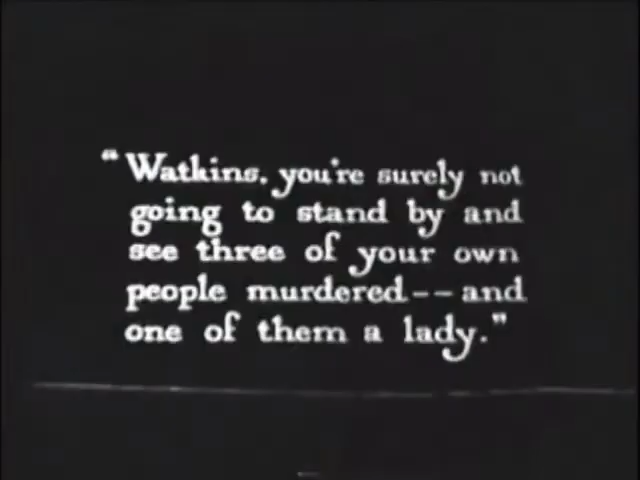 "Watkins, you're surely not
going to stand by and
see three of your own
people murdered--and
one of them a lady."